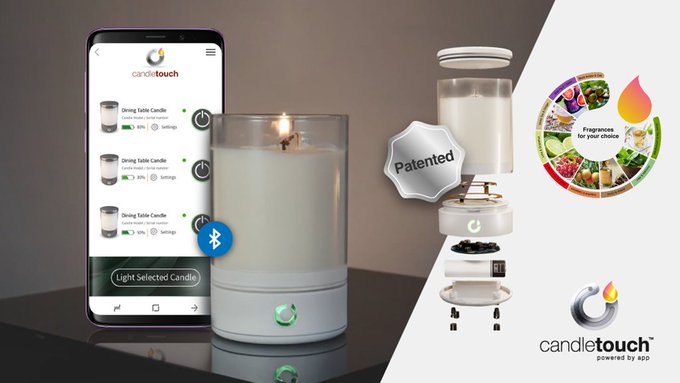 candletouch
Dining Table Candle
Candle Model / Serial number
80%
Settings
Dining Table Candle
Candle Model / Serial number
Settings
Dining Table Candle
Candle Model / Serial number
Settings
Light Selected Candle
Patented
Fragrances
for your choice
candletouch™
powered by app